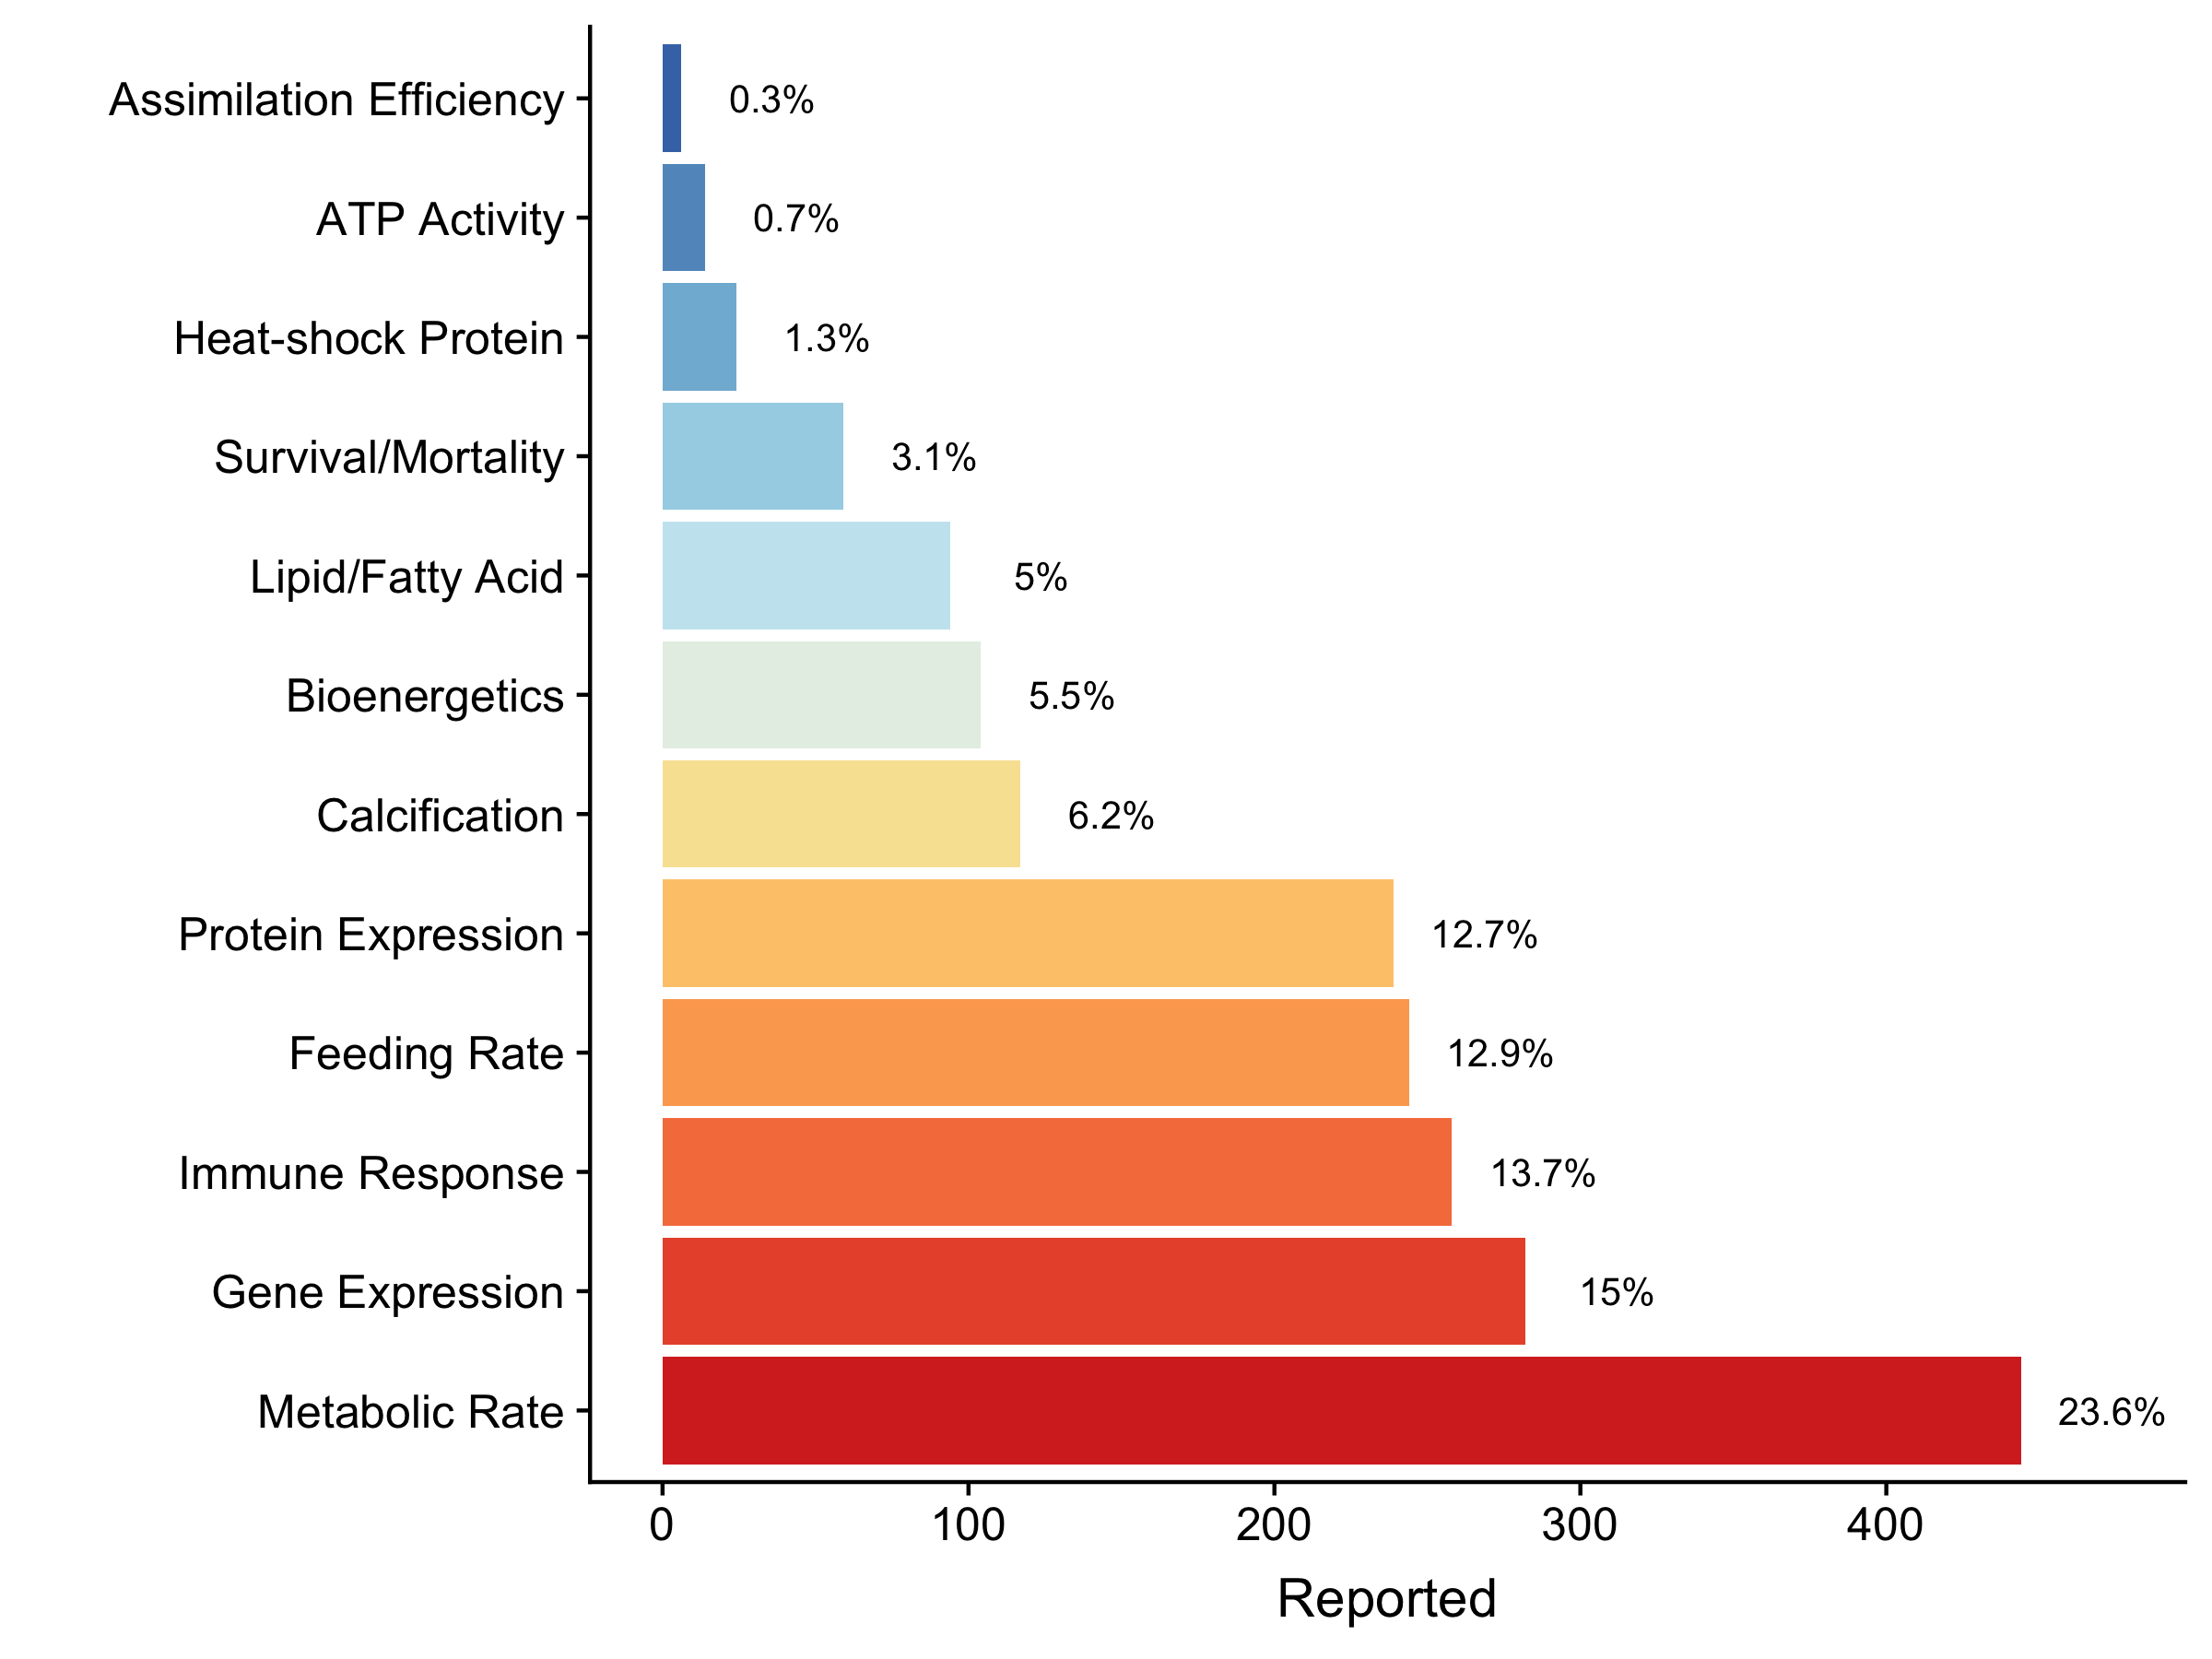 Assimilation Efficiency 0.3%
ATP Activity 0.7%
Heat-shock Protein 1.3%
Survival/Mortality 3.1%
Lipid/Fatty Acid 5%
Bioenergetics 5.5%
Calcification 6.2%
Protein Expression 12.7%
Feeding Rate 12.9%
Immune Response 13.7%
Gene Expression 15%
Metabolic Rate 23.6%
0 100 200 300 400
Reported